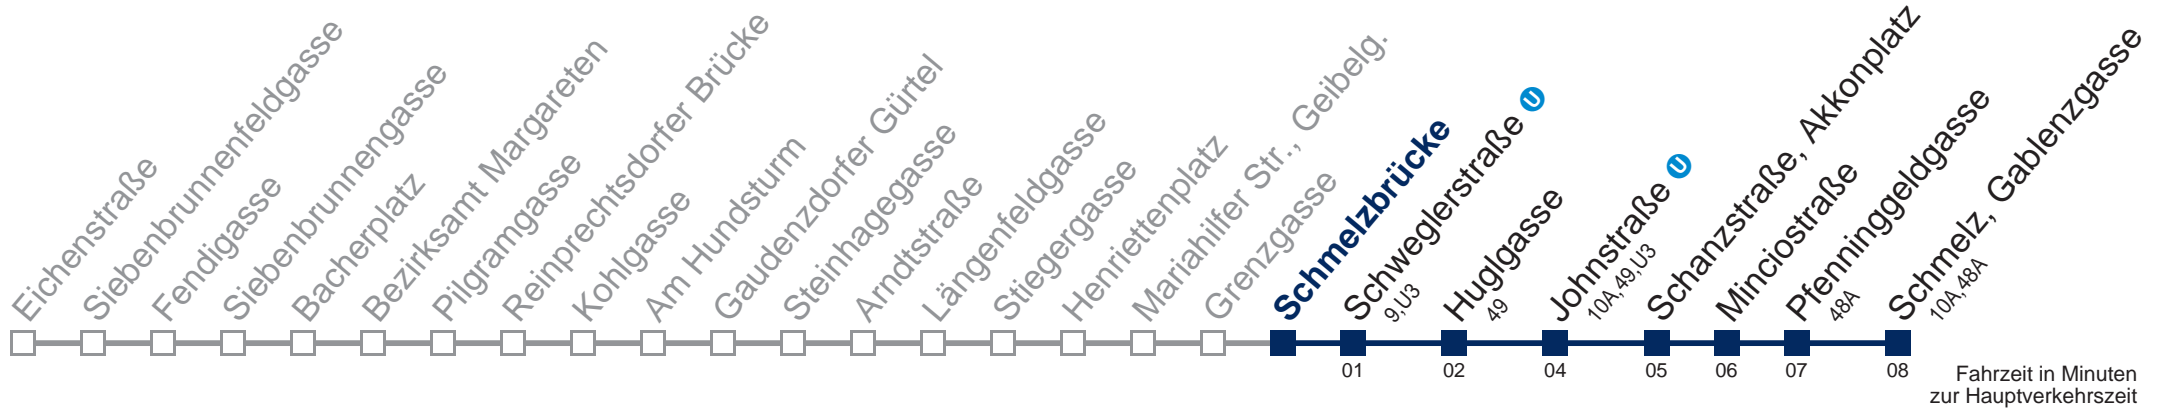 Eichenstraße
Siebenbrunnenfeldgasse
Fendigasse
Siebenbrunnengasse
Bacherplatz
Bezirksamt Margareten
Pilgramgasse
Reinprechtsdorfer Brücke
Kohlgasse
Am Hundsturm
Gaudenzdorfer Gürtel
Steinhagegasse
Arndtstraße
Längenfeldgasse
Stiegergasse
Henriettenplatz
Mariahilfer Str., Geibelg.
Grenzgasse
Schmelzbrücke
Schweglerstraße U
9,U3
Huglgasse
49
Johnstraße U
10A,49,U3
Schanzstraße, Akkonplatz
Minciostraße
Pfenninggeldgasse
48A
Schmelz, Gablenzgasse
10A,48A
01 02 04 05 06 07 08
Fahrzeit in Minuten
zur Hauptverkehrszeit